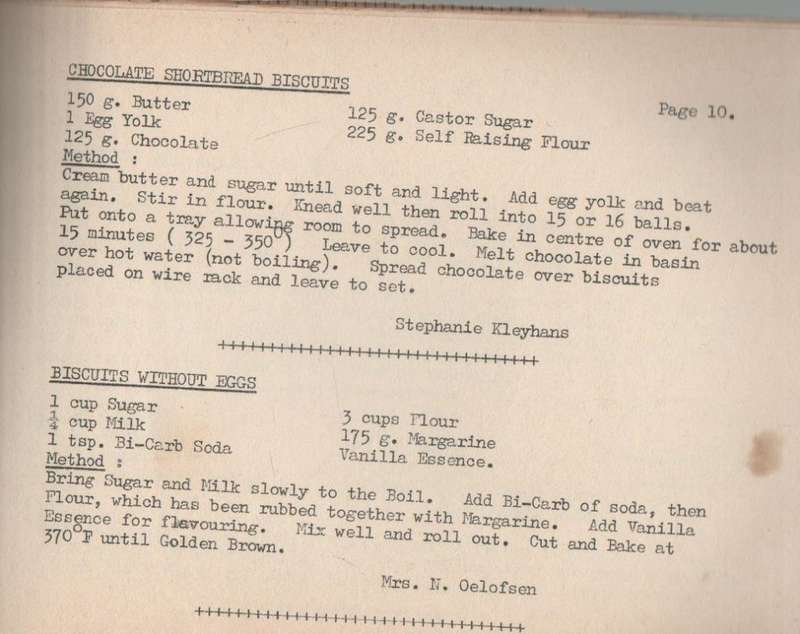 CHOCOLATE SHORTBREAD BISCUITS
Page 10.
150 g. Butter
125 g. Castor Sugar
1 Egg Yolk
225 g. Self Raising Flour
125 g. Chocolate
Method :
Cream butter and sugar until soft and light. Add egg yolk and beat
again. Stir in flour. Knead well then roll into 15 or 16 balls.
Put onto a tray allowing room to spread. Bake in centre of oven for about
15 minutes ( 325 - 350°) Leave to cool. Melt chocolate in basin
over hot water (not boiling). Spread chocolate over biscuits
placed on wire rack and leave to set.
Stephanie Kleyhans
+++++++++++++++++++++++++++++++++
BISCUITS WITHOUT EGGS
1 cup Sugar
3 cups Flour
¼ cup Milk
175 g. Margarine
1 tsp. Bi-Carb Soda
Vanilla Essence.
Method :
Bring Sugar and Milk slowly to the Boil. Add Bi-Carb of soda, then
Flour, which has been rubbed together with Margarine. Add Vanilla
Essence for flavouring. Mix well and roll out. Cut and Bake at
370°F until Golden Brown.
Mrs. N. Oelofsen
+++++++++++++++++++++++++++++++++